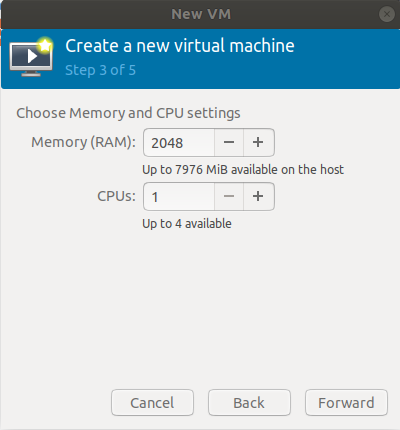 New VM
Create a new virtual machine
Step 3 of 5
Choose Memory and CPU settings
Memory (RAM): 2048 − +
Up to 7976 MiB available on the host
CPUs: 1 − +
Up to 4 available
Cancel Back Forward